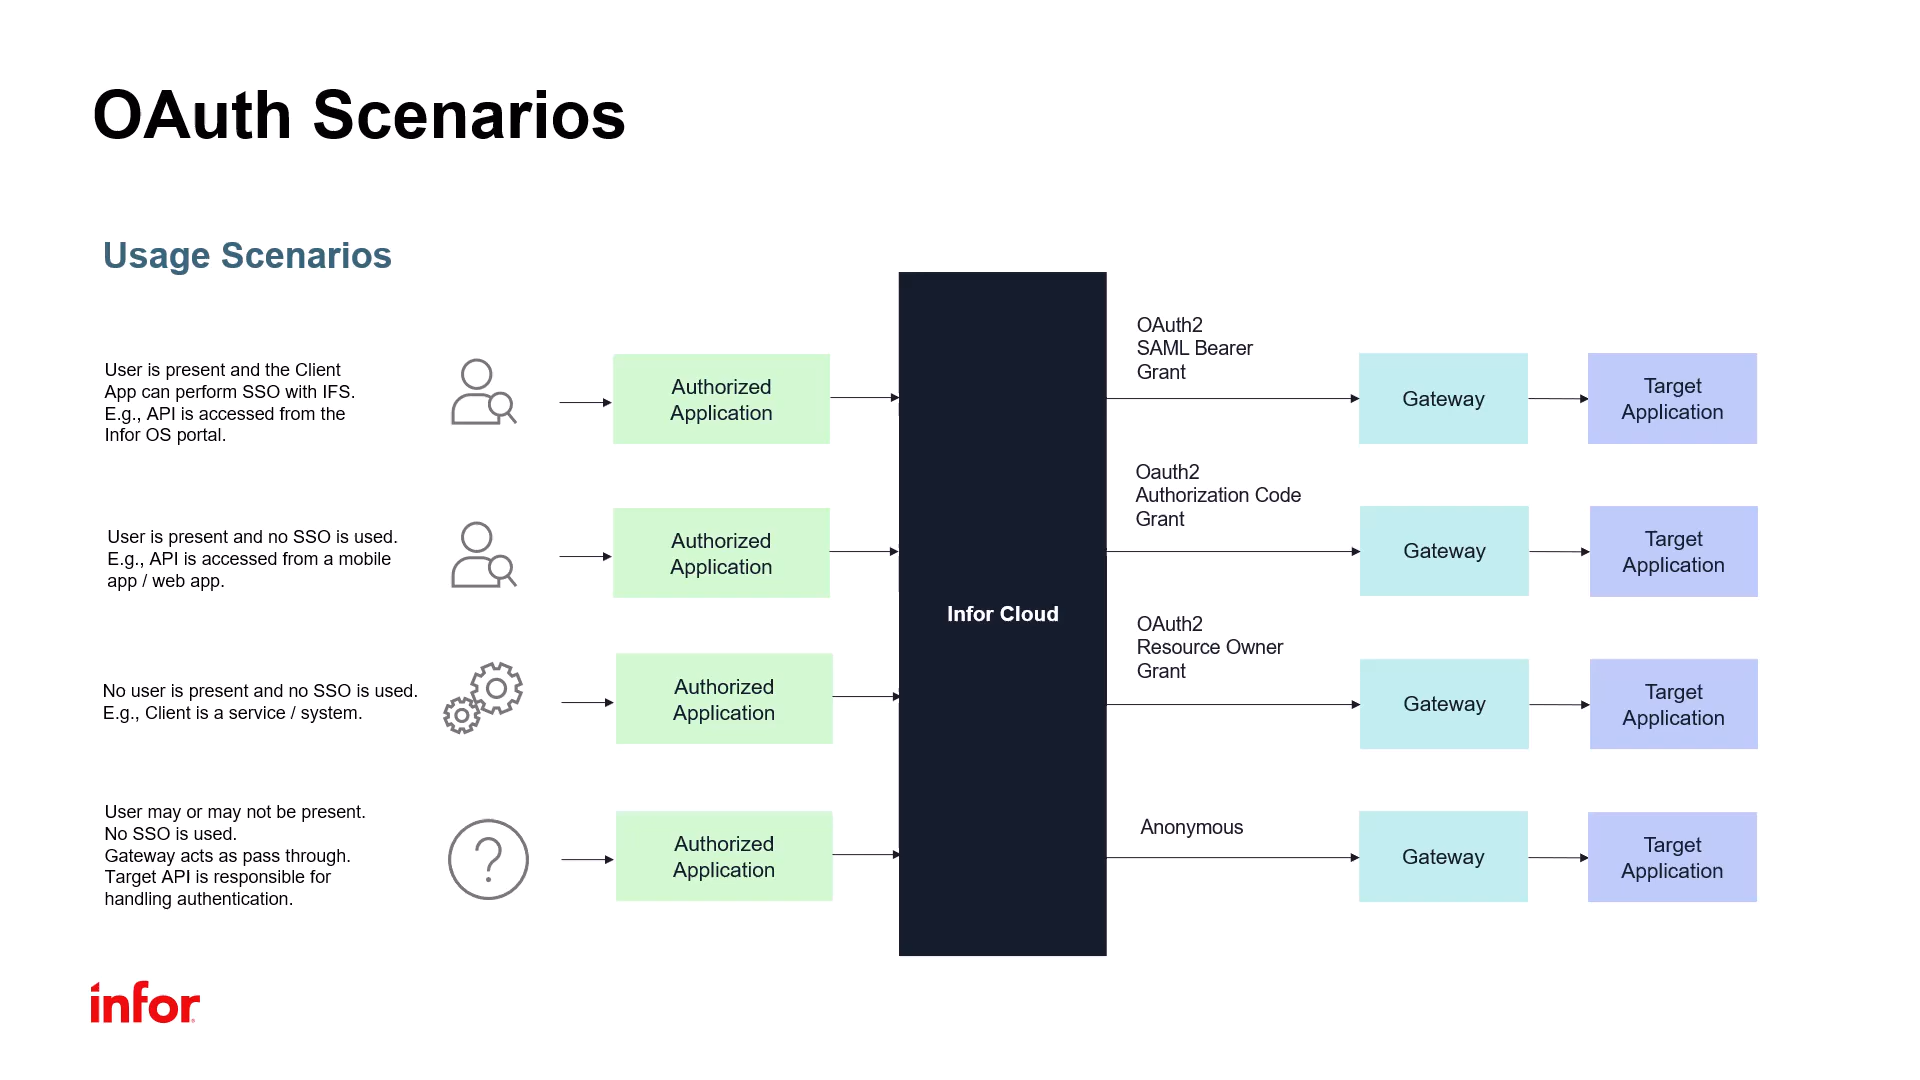 OAuth Scenarios
Usage Scenarios
User is present and the Client
App can perform SSO with IFS.
E.g., API is accessed from the
Infor OS portal.
Authorized
Application
OAuth2
SAML Bearer
Grant
Gateway
Target
Application
User is present and no SSO is used.
E.g., API is accessed from a mobile
app / web app.
Authorized
Application
Oauth2
Authorization Code
Grant
Gateway
Target
Application
Infor Cloud
No user is present and no SSO is used.
E.g., Client is a service / system.
Authorized
Application
OAuth2
Resource Owner
Grant
Gateway
Target
Application
User may or may not be present.
No SSO is used.
Gateway acts as pass through.
Target API is responsible for
handling authentication.
?
Authorized
Application
Anonymous
Gateway
Target
Application
infor